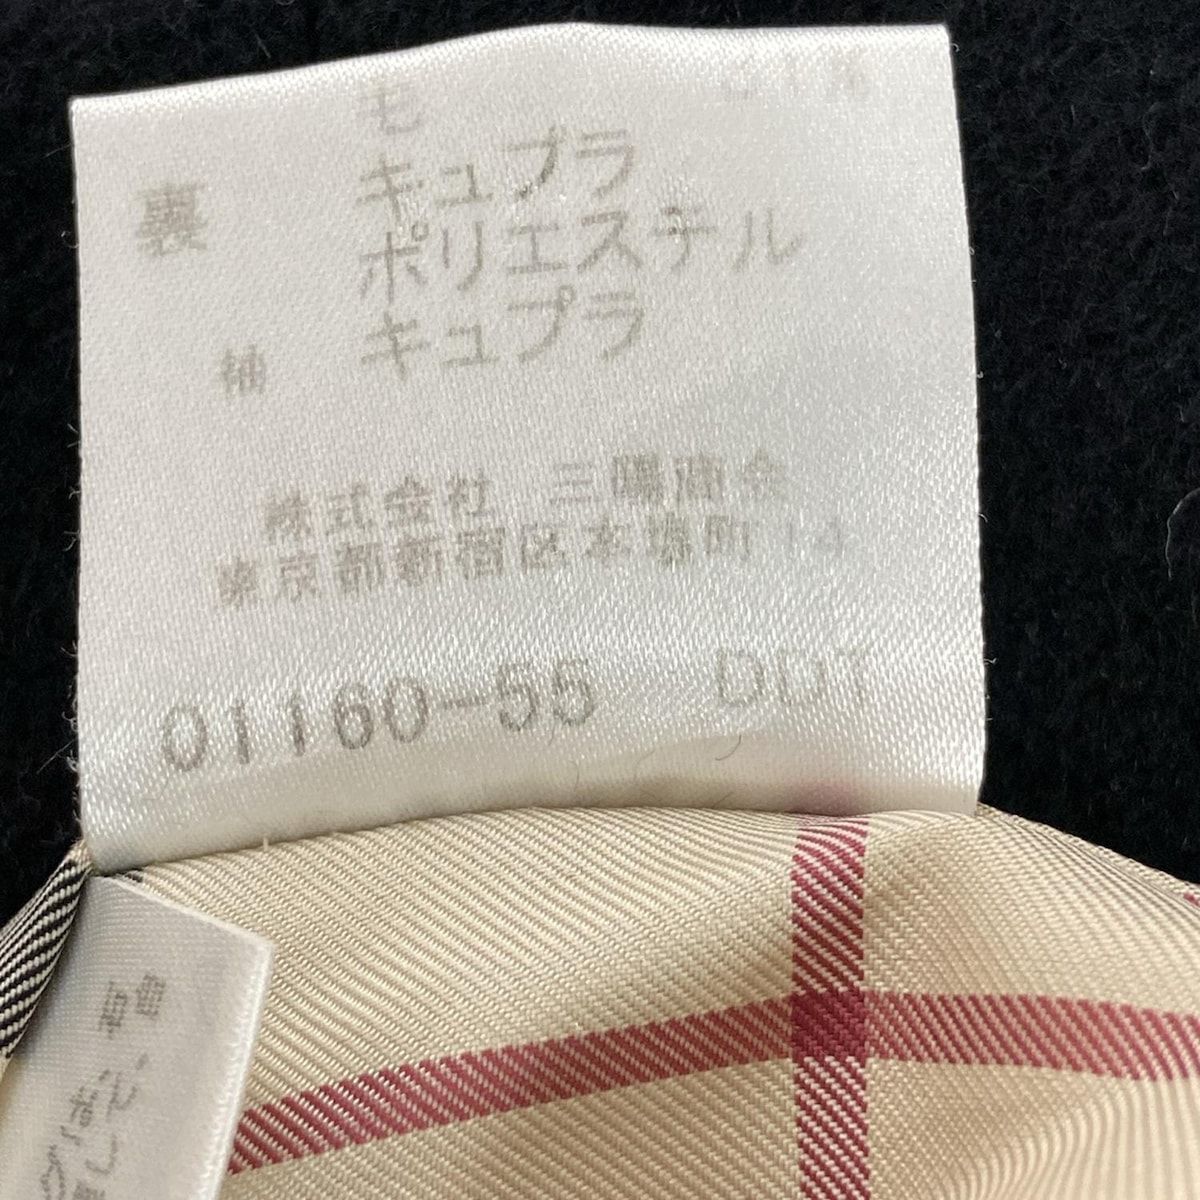 毛
裏 キュプラ
ポリエステル
袖 キュプラ
株式会社 三陽商会
東京都新宿区本塩町14
01160-55 DDT